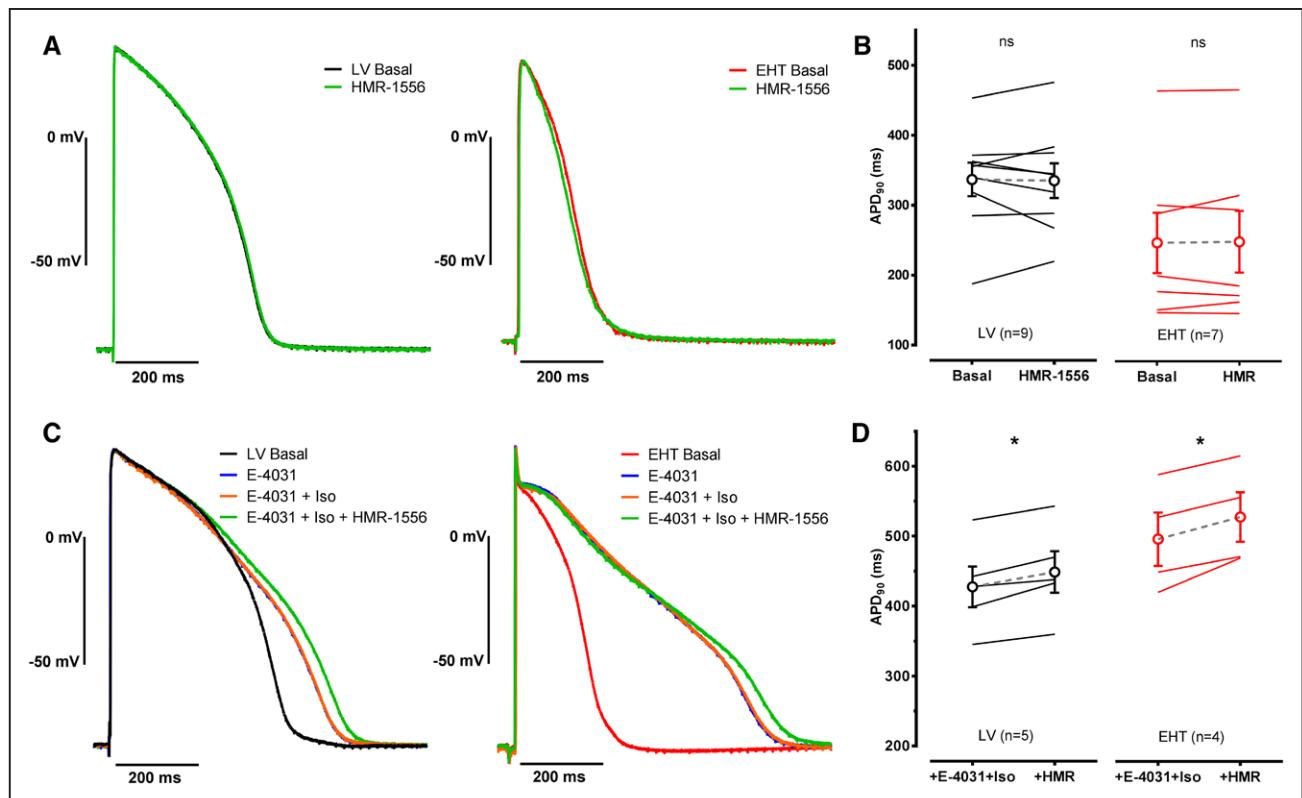 A
LV Basal
HMR-1556
0 mV
-50 mV
200 ms
EHT Basal
HMR-1556
0 mV
-50 mV
200 ms
B
ns
ns
APD90 (ms)
500
400
300
200
100
LV (n=9)
EHT (n=7)
Basal
HMR-1556
Basal
HMR
C
LV Basal
E-4031
E-4031 + Iso
E-4031 + Iso + HMR-1556
0 mV
-50 mV
200 ms
EHT Basal
E-4031
E-4031 + Iso
E-4031 + Iso + HMR-1556
0 mV
-50 mV
200 ms
D
*
*
APD90 (ms)
600
500
400
300
200
LV (n=5)
EHT (n=4)
+E-4031+Iso
+HMR
+E-4031+Iso
+HMR